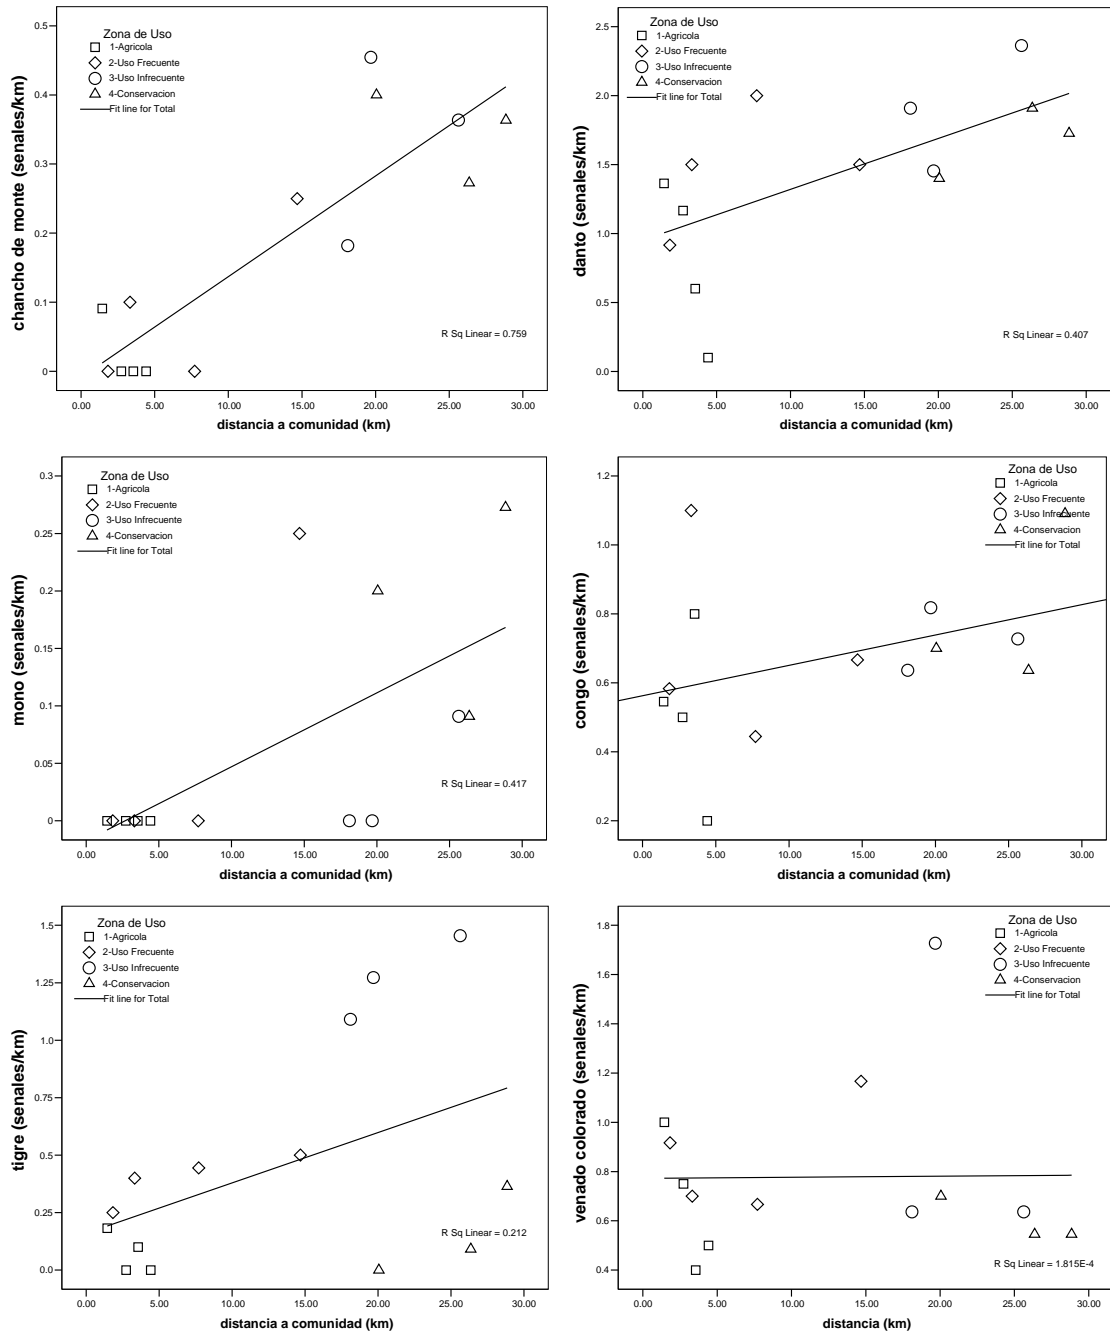 Zona de Uso
1-Agricola
2-Uso Frecuente
3-Uso Infrecuente
4-Conservacion
Fit line for Total
0.5
0.4
0.3
0.2
0.1
0
chancho de monte (senales/km)
R Sq Linear = 0.759
0.00 5.00 10.00 15.00 20.00 25.00 30.00
distancia a comunidad (km)
Zona de Uso
1-Agricola
2-Uso Frecuente
3-Uso Infrecuente
4-Conservacion
Fit line for Total
2.5
2.0
1.5
1.0
0.5
0.0
danto (senales/km)
R Sq Linear = 0.407
0.00 5.00 10.00 15.00 20.00 25.00 30.00
distancia a comunidad (km)
Zona de Uso
1-Agricola
2-Uso Frecuente
3-Uso Infrecuente
4-Conservacion
Fit line for Total
0.3
0.25
0.2
0.15
0.1
0.05
0
mono (senales/km)
R Sq Linear = 0.417
0.00 5.00 10.00 15.00 20.00 25.00 30.00
distancia a comunidad (km)
Zona de Uso
1-Agricola
2-Uso Frecuente
3-Uso Infrecuente
4-Conservacion
Fit line for Total
1.2
1.0
0.8
0.6
0.4
0.2
congo (senales/km)
0.00 5.00 10.00 15.00 20.00 25.00 30.00
distancia a comunidad (km)
Zona de Uso
1-Agricola
2-Uso Frecuente
3-Uso Infrecuente
4-Conservacion
Fit line for Total
1.5
1.25
1.0
0.75
0.5
0.25
0.0
tigre (senales/km)
R Sq Linear = 0.212
0.00 5.00 10.00 15.00 20.00 25.00 30.00
distancia a comunidad (km)
Zona de Uso
1-Agricola
2-Uso Frecuente
3-Uso Infrecuente
4-Conservacion
Fit line for Total
1.8
1.6
1.4
1.2
1.0
0.8
0.6
0.4
venado colorado (senales/km)
R Sq Linear = 1.815E-4
0.00 5.00 10.00 15.00 20.00 25.00 30.00
distancia (km)